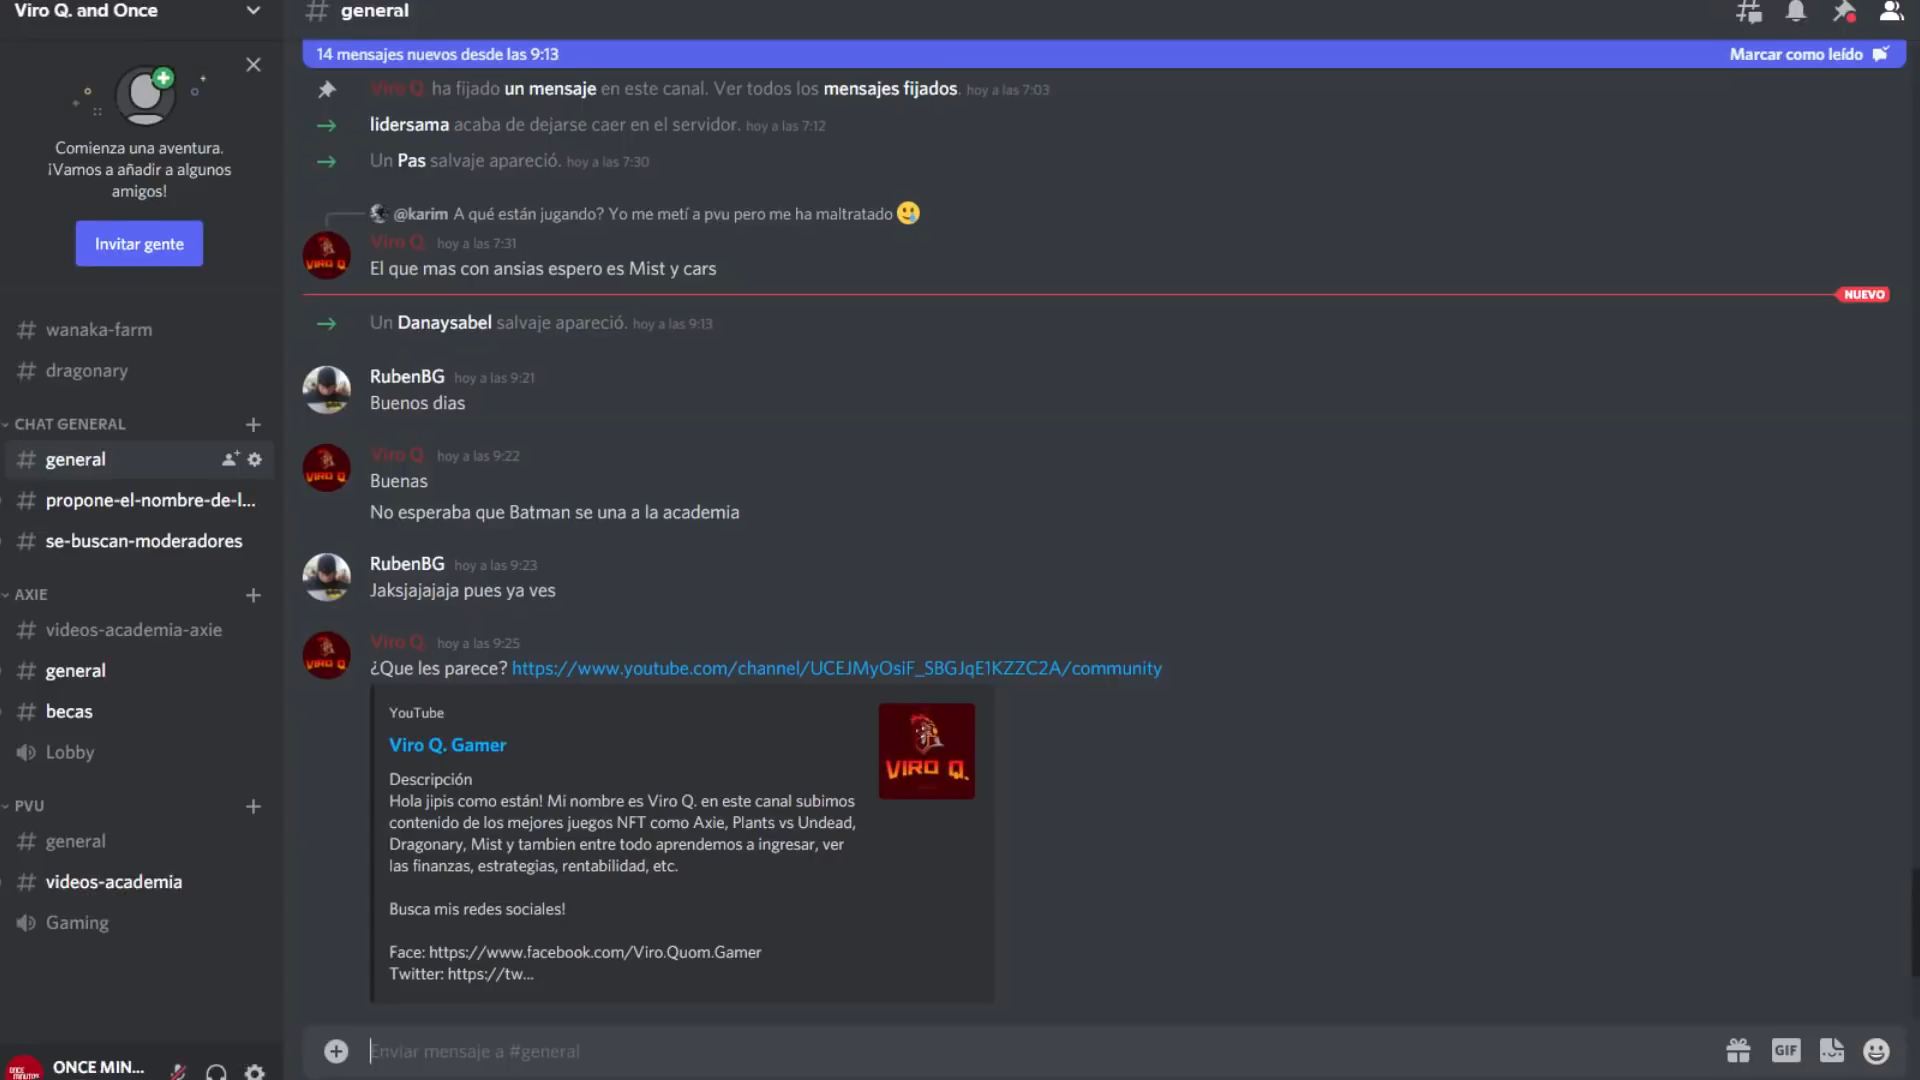 Viro Q. and Once
Comienza una aventura.
¡Vamos a añadir a algunos
amigos!
Invitar gente
# wanaka-farm
# dragonary
CHAT GENERAL
# general
# propone-el-nombre-de-l...
# se-buscan-moderadores
AXIE
# videos-academia-axie
# general
# becas
Lobby
PVU
# general
# videos-academia
Gaming
ONCE MIN...
# general
14 mensajes nuevos desde las 9:13
Marcar como leído
Viro Q. ha fijado un mensaje en este canal. Ver todos los mensajes fijados. hoy a las 7:03
lidersama acaba de dejarse caer en el servidor. hoy a las 7:12
Un Pas salvaje apareció. hoy a las 7:30
@karim A qué están jugando? Yo me metí a pvu pero me ha maltratado
Viro Q. hoy a las 7:31
El que mas con ansias espero es Mist y cars
NUEVO
Un Danaysabel salvaje apareció. hoy a las 9:13
RubenBG hoy a las 9:21
Buenos dias
Viro Q. hoy a las 9:22
Buenas
No esperaba que Batman se una a la academia
RubenBG hoy a las 9:23
Jaksjajajaja pues ya ves
Viro Q. hoy a las 9:25
¿Que les parece? https://www.youtube.com/channel/UCEJMyOsiF_SBGJqE1KZZC2A/community
YouTube
Viro Q. Gamer
Descripción
Hola jipis como están! Mi nombre es Viro Q. en este canal subimos
contenido de los mejores juegos NFT como Axie, Plants vs Undead,
Dragonary, Mist y tambien entre todo aprendemos a ingresar, ver
las finanzas, estrategias, rentabilidad, etc.
Busca mis redes sociales!
Face: https://www.facebook.com/Viro.Quom.Gamer
Twitter: https://tw...
VIRO Q.
Enviar mensaje a #general
GIF